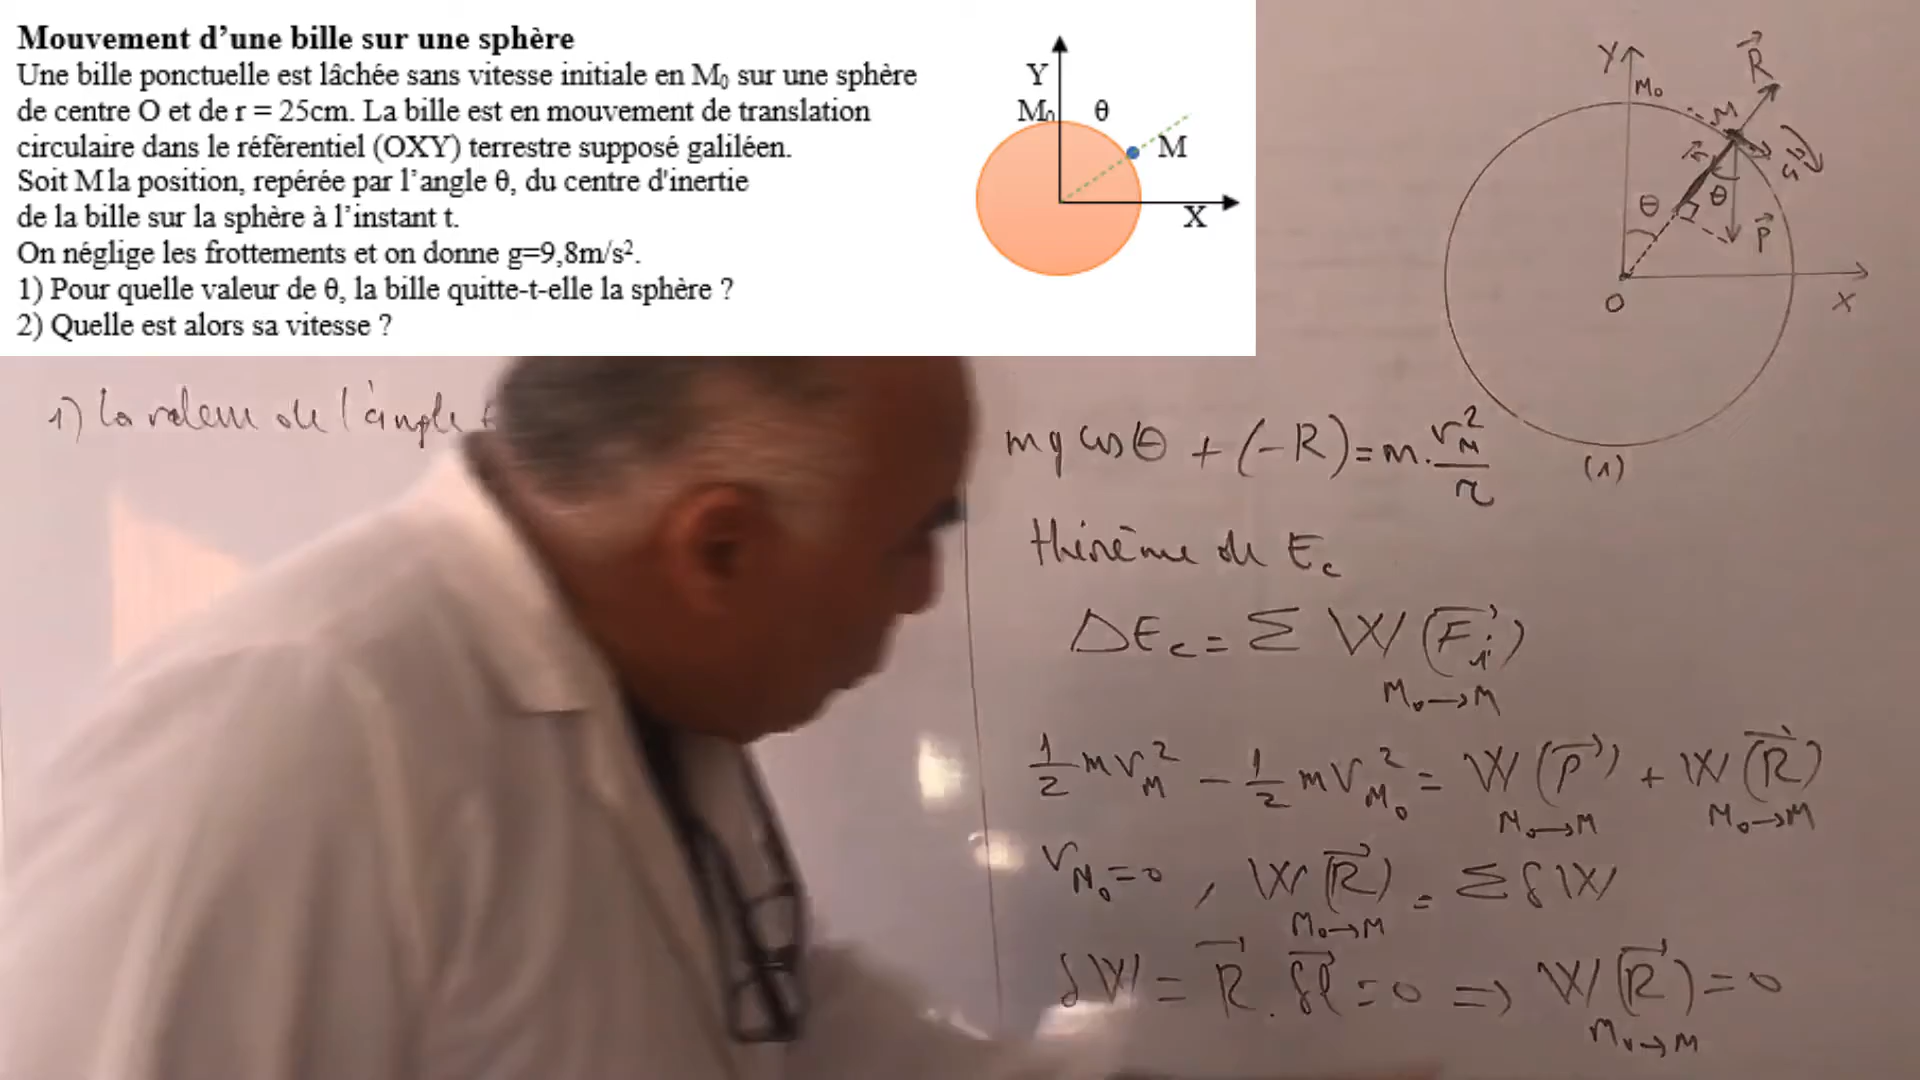 Mouvement d’une bille sur une sphère
Une bille ponctuelle est lâchée sans vitesse initiale en M₀ sur une sphère
de centre O et de r = 25cm. La bille est en mouvement de translation
circulaire dans le référentiel (OXY) terrestre supposé galiléen.
Soit M la position, repérée par l’angle θ, du centre d'inertie
de la bille sur la sphère à l’instant t.
On néglige les frottements et on donne g=9,8m/s².
1) Pour quelle valeur de θ, la bille quitte-t-elle la sphère ?
2) Quelle est alors sa vitesse ?
Y
M₀ θ
M
X
Y
M₀
M
R⃗
θ
θ
P⃗
O
X
(1)
1) la valeur de l'angle
mg cosθ + (-R) = m. v_M² / r
théorème de Ec
ΔEc = Σ W(F⃗i)
M₀→M
1/2 m v_M² - 1/2 m v_M₀² = W(P⃗) + W(R⃗)
M₀→M M₀→M
v_M₀ = 0 , W(R⃗) = Σ δW
M₀→M
δW = R⃗ . δl⃗ = 0 => W(R⃗) = 0
M₀→M